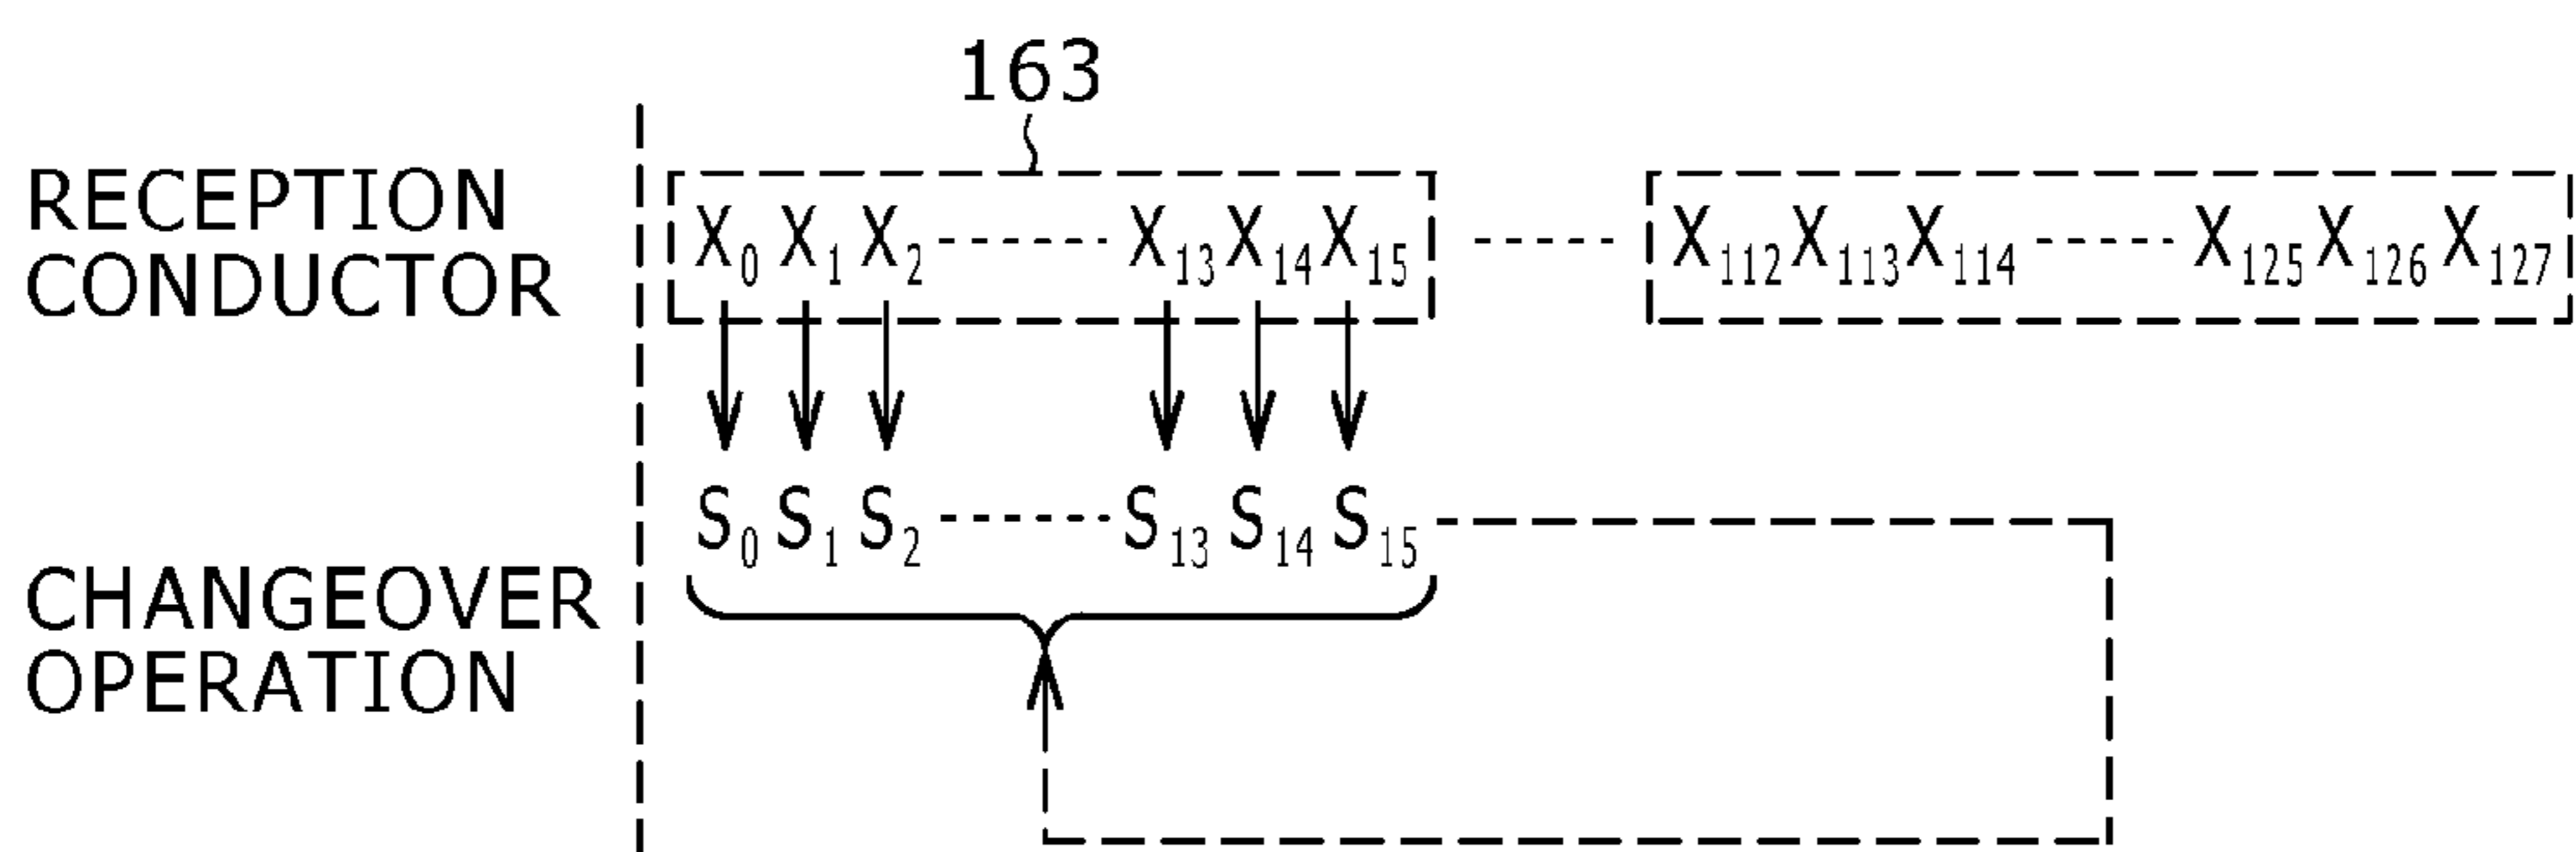 163
RECEPTION
CONDUCTOR
X₀ X₁ X₂ ------ X₁₃ X₁₄ X₁₅ ----- X₁₁₂ X₁₁₃ X₁₁₄ ----- X₁₂₅ X₁₂₆ X₁₂₇
S₀ S₁ S₂ ------ S₁₃ S₁₄ S₁₅
CHANGEOVER
OPERATION